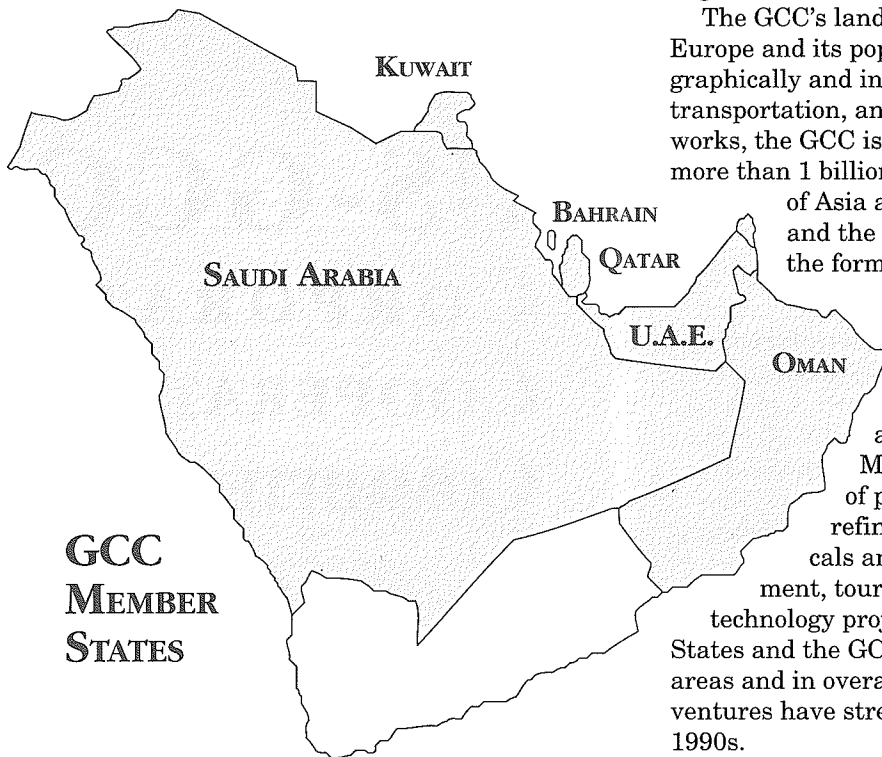 KUWAIT
BAHRAIN
QATAR
SAUDI ARABIA
U.A.E.
OMAN
GCC
MEMBER
STATES
The GCC's land
Europe and its pop
graphically and in
transportation, an
works, the GCC is
more than 1 billion
of Asia a
and the
the form
a
M
of p
refin
cals an
ment, tour
technology proj
States and the GC
areas and in overa
ventures have stre
1990s.